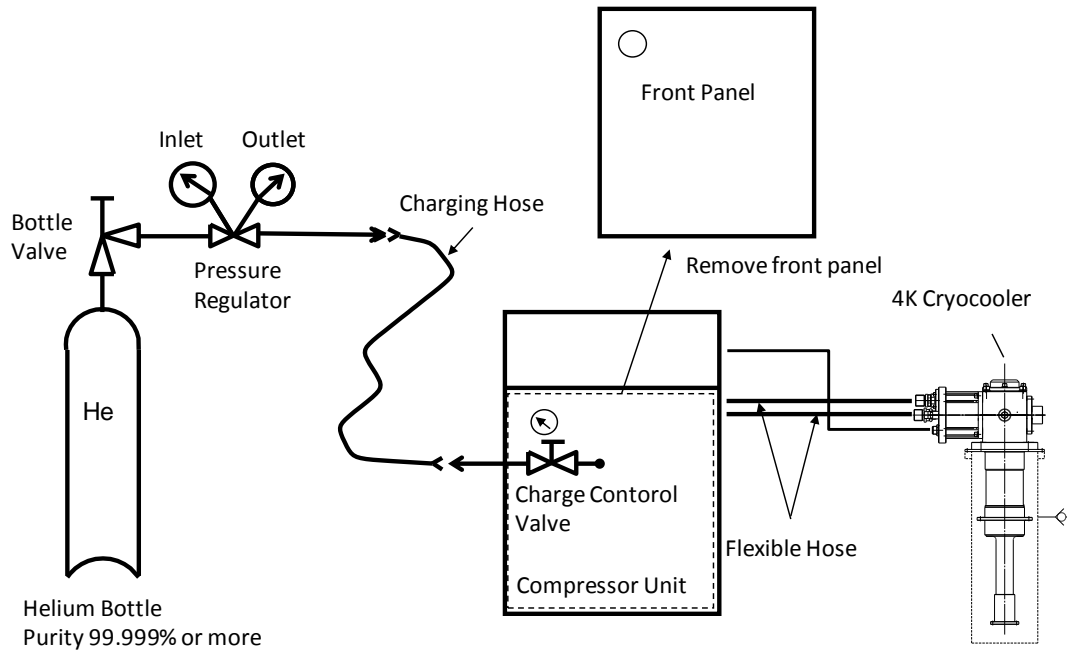 Front Panel
Inlet
Outlet
Charging Hose
Bottle
Valve
Pressure
Regulator
Remove front panel
4K Cryocooler
He
Charge Contorol
Valve
Flexible Hose
Compressor Unit
Helium Bottle
Purity 99.999% or more